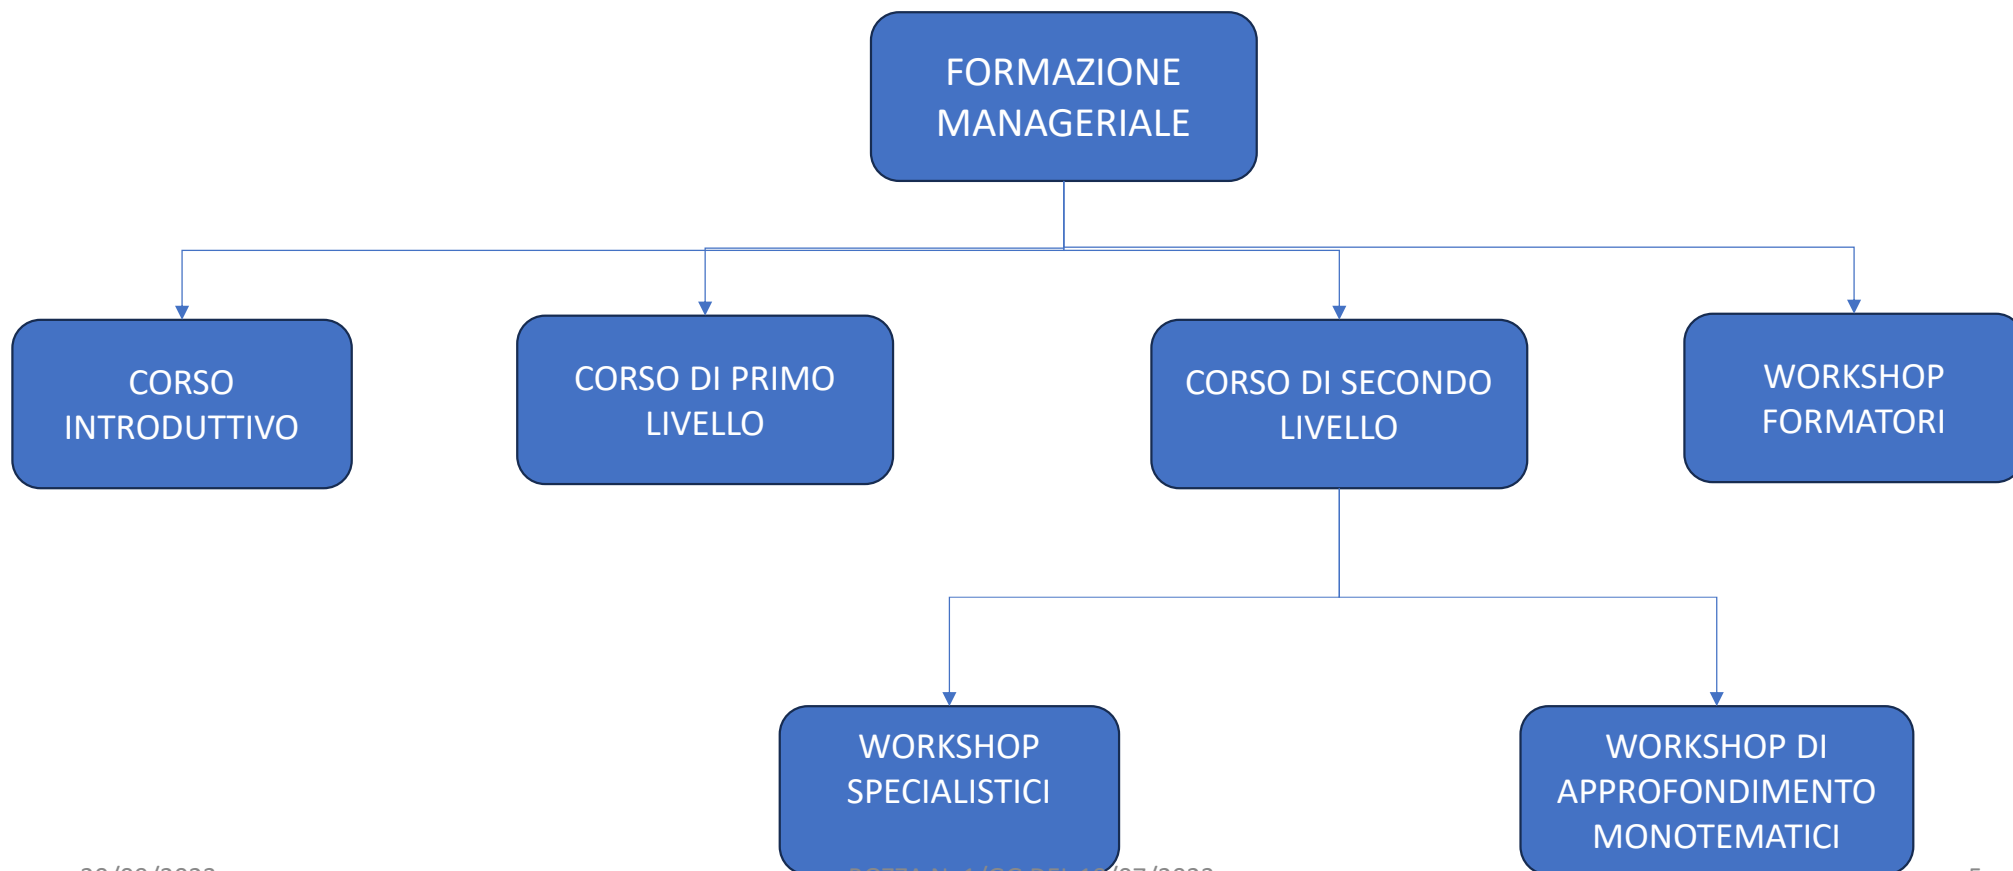 FORMAZIONE
MANAGERIALE
CORSO
INTRODUTTIVO
CORSO DI PRIMO
LIVELLO
CORSO DI SECONDO
LIVELLO
WORKSHOP
FORMATORI
WORKSHOP
SPECIALISTICI
WORKSHOP DI
APPROFONDIMENTO
MONOTEMATICI